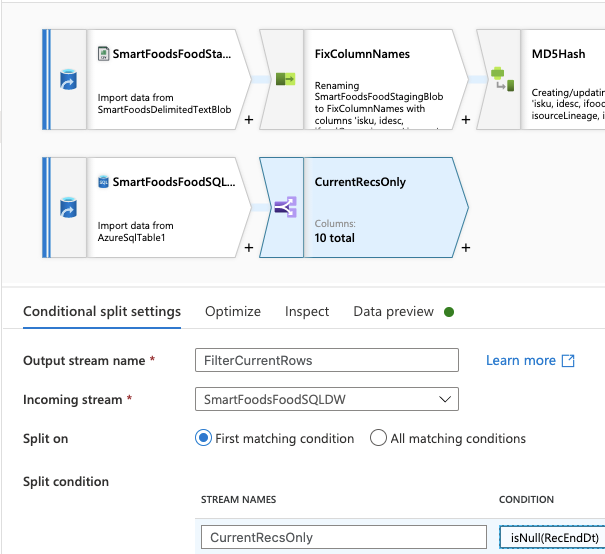 SmartFoodsFoodSta...
Import data from
SmartFoodsDelimitedTextBlob
+
FixColumnNames
Renaming
SmartFoodsFoodStagingBlob
to FixColumnNames with
columns 'isku, idesc,
+
MD5Hash
Creating/updatin
'isku, idesc, ifood
isourceLineage, i
SQL
SmartFoodsFoodSQL...
Import data from
AzureSqlTable1
+
CurrentRecsOnly
Columns:
10 total
+
Conditional split settings
Optimize
Inspect
Data preview
Output stream name *
FilterCurrentRows
Learn more
Incoming stream *
SmartFoodsFoodSQLDW
Split on
First matching condition
All matching conditions
Split condition
STREAM NAMES
CONDITION
CurrentRecsOnly
isNull(RecEndDt)